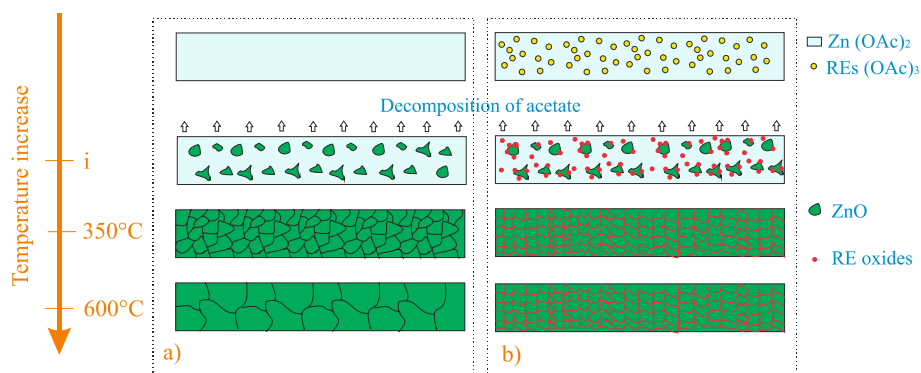 Temperature increase
i
350°C
600°C
Decomposition of acetate
a)
b)
Zn (OAc)₂
REs (OAc)₃
ZnO
RE oxides